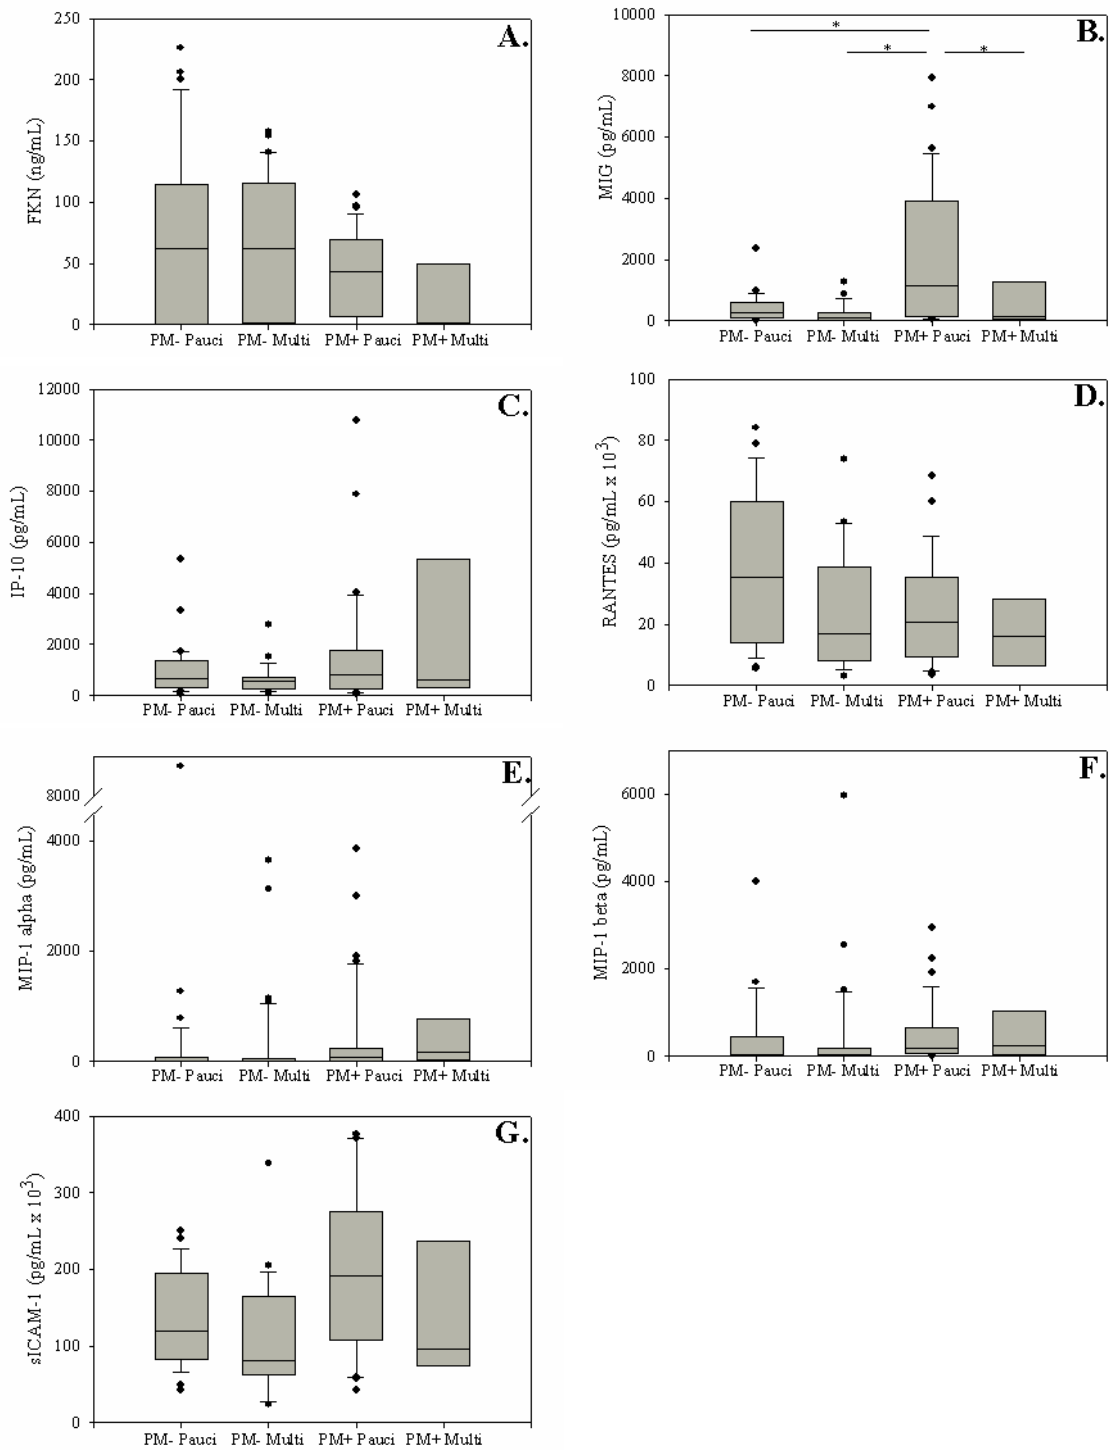 A.
FKN (ng/mL)
250
200
150
100
50
0
PM- Pauci PM- Multi PM+ Pauci PM+ Multi
B.
MIG (pg/mL)
10000
8000
6000
4000
2000
0
* * *
PM- Pauci PM- Multi PM+ Pauci PM+ Multi
C.
IP-10 (pg/mL)
12000
10000
8000
6000
4000
2000
0
PM- Pauci PM- Multi PM+ Pauci PM+ Multi
D.
RANTES (pg/mL x 10³)
100
80
60
40
20
0
PM- Pauci PM- Multi PM+ Pauci PM+ Multi
E.
MIP-1 alpha (pg/mL)
8000
4000
2000
0
PM- Pauci PM- Multi PM+ Pauci PM+ Multi
F.
MIP-1 beta (pg/mL)
6000
4000
2000
0
PM- Pauci PM- Multi PM+ Pauci PM+ Multi
G.
sICAM-1 (pg/mL x 10³)
400
300
200
100
0
PM- Pauci PM- Multi PM+ Pauci PM+ Multi